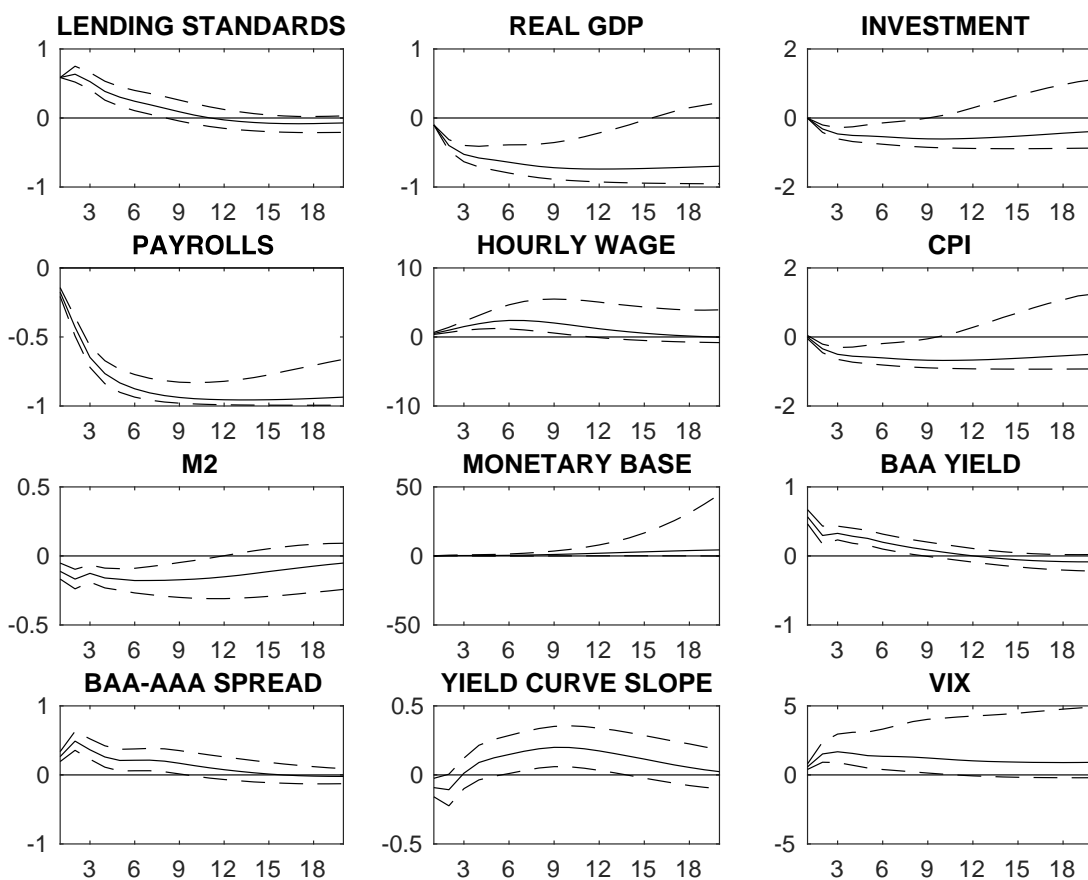 LENDING STANDARDS REAL GDP INVESTMENT
1 1 2
0 0 0
-1 -1 -2
3 6 9 12 15 18 3 6 9 12 15 18 3 6 9 12 15 18
PAYROLLS HOURLY WAGE CPI
0 10 2
-0.5 0 0
-1 -10 -2
3 6 9 12 15 18 3 6 9 12 15 18 3 6 9 12 15 18
M2 MONETARY BASE BAA YIELD
0.5 50 1
0 0 0
-0.5 -50 -1
3 6 9 12 15 18 3 6 9 12 15 18 3 6 9 12 15 18
BAA-AAA SPREAD YIELD CURVE SLOPE VIX
1 0.5 5
0 0 0
-1 -0.5 -5
3 6 9 12 15 18 3 6 9 12 15 18 3 6 9 12 15 18